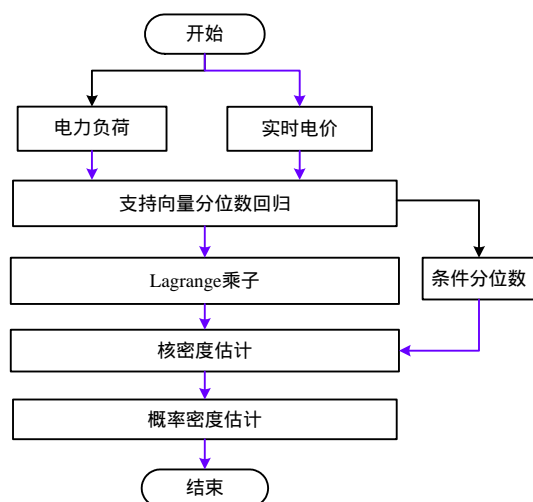 开始
电力负荷
实时电价
支持向量分位数回归
Lagrange乘子
条件分位数
核密度估计
概率密度估计
结束